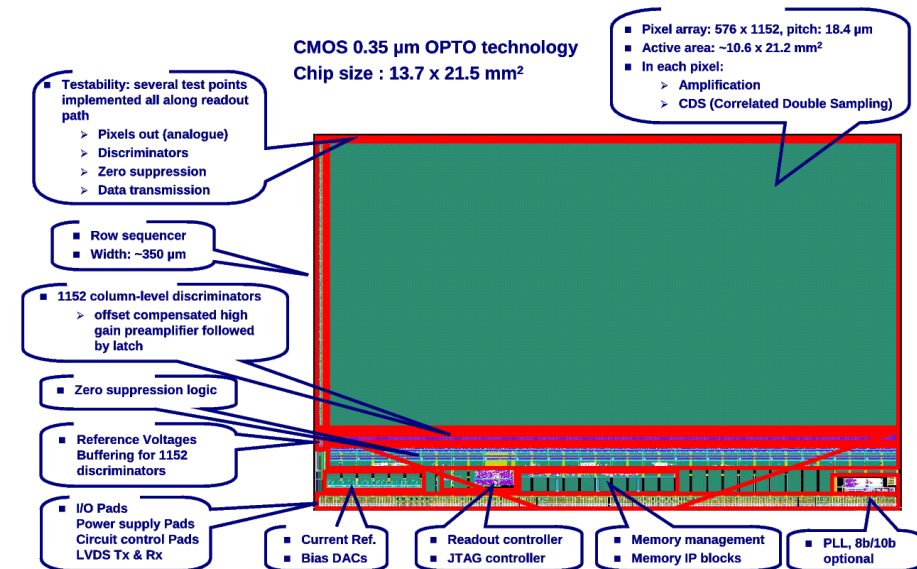 CMOS 0.35 µm OPTO technology
Chip size : 13.7 x 21.5 mm²
Pixel array: 576 x 1152, pitch: 18.4 µm
Active area: ~10.6 x 21.2 mm²
In each pixel:
Amplification
CDS (Correlated Double Sampling)
Testability: several test points
implemented all along readout
path
Pixels out (analogue)
Discriminators
Zero suppression
Data transmission
Row sequencer
Width: ~350 µm
1152 column-level discriminators
offset compensated high
gain preamplifier followed
by latch
Zero suppression logic
Reference Voltages
Buffering for 1152
discriminators
I/O Pads
Power supply Pads
Circuit control Pads
LVDS Tx & Rx
Current Ref.
Bias DACs
Readout controller
JTAG controller
Memory management
Memory IP blocks
PLL, 8b/10b
optional